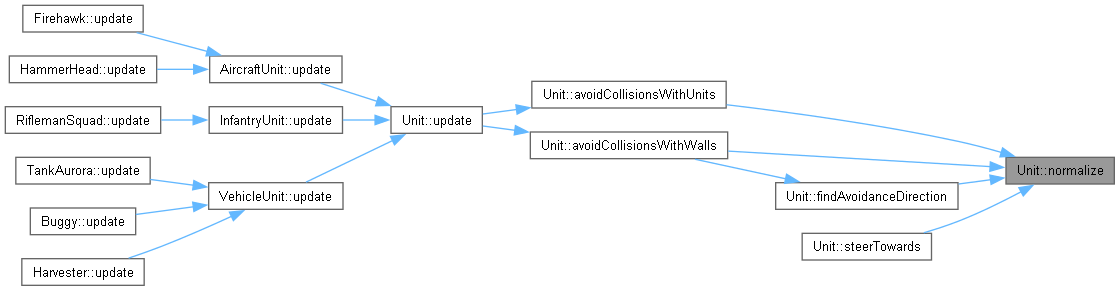 Firehawk::update
HammerHead::update
AircraftUnit::update
RiflemanSquad::update
InfantryUnit::update
TankAurora::update
Buggy::update
Harvester::update
VehicleUnit::update
Unit::update
Unit::avoidCollisionsWithUnits
Unit::avoidCollisionsWithWalls
Unit::findAvoidanceDirection
Unit::steerTowards
Unit::normalize